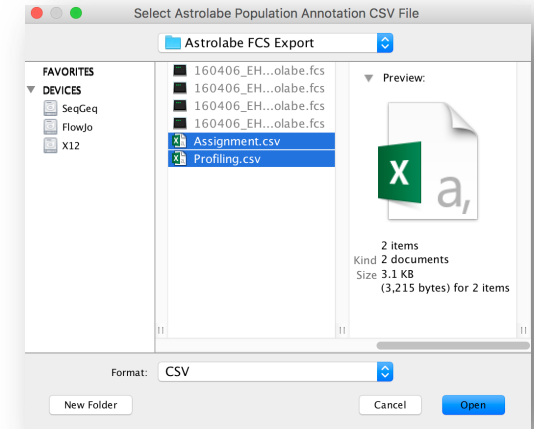 Select Astrolabe Population Annotation CSV File
Astrolabe FCS Export
FAVORITES
DEVICES
SeqGeq
FlowJo
X12
160406_EH...olabe.fcs
160406_EH...olabe.fcs
160406_EH...olabe.fcs
160406_EH...olabe.fcs
Assignment.csv
Profiling.csv
Preview:
X a,
2 items
Kind 2 documents
Size 3.1 KB
(3,215 bytes) for 2 items
Format: CSV
New Folder Cancel Open